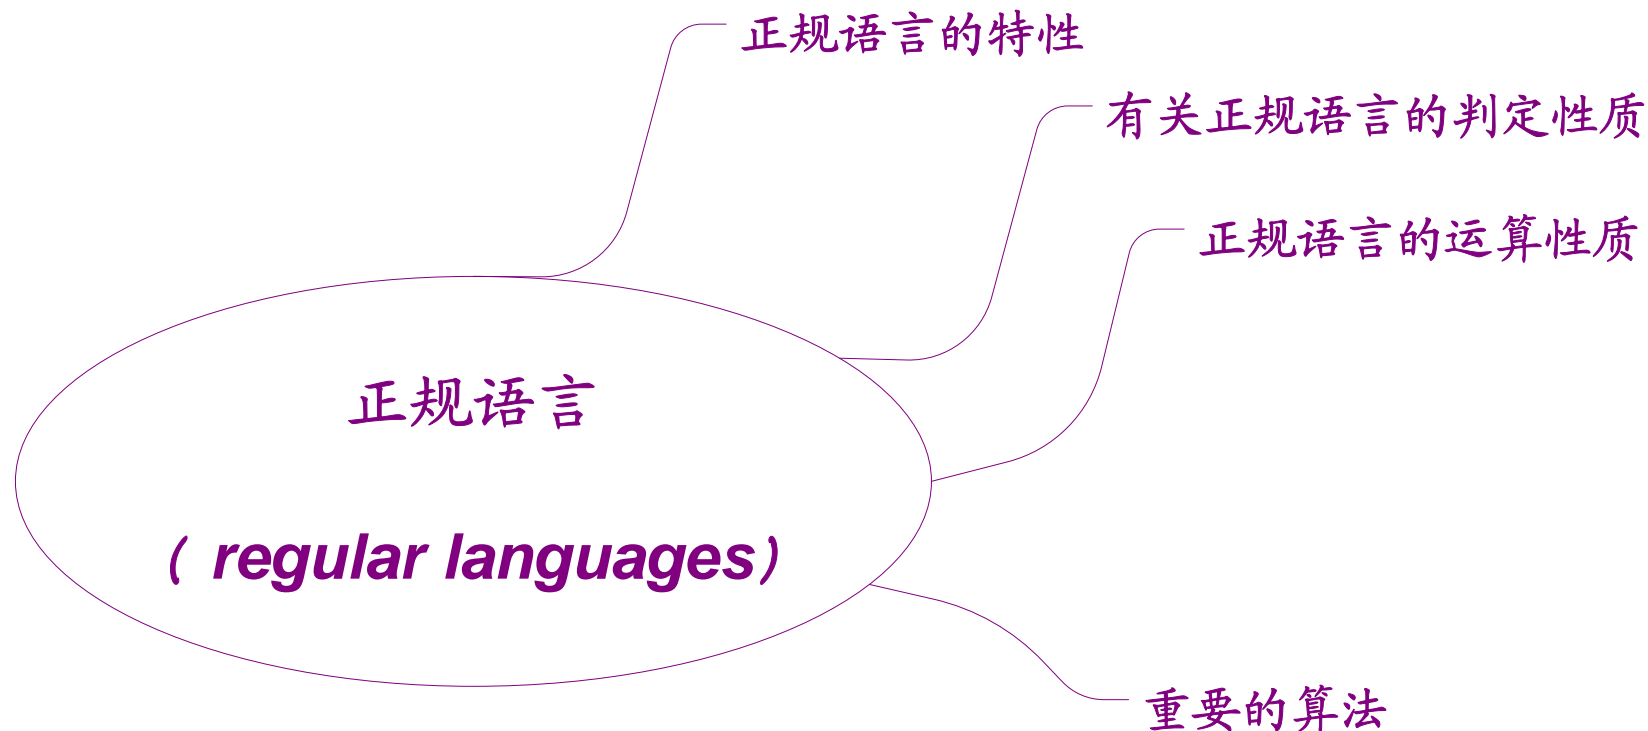 正规语言的特性
有关正规语言的判定性质
正规语言的运算性质
正规语言
（ regular languages）
重要的算法